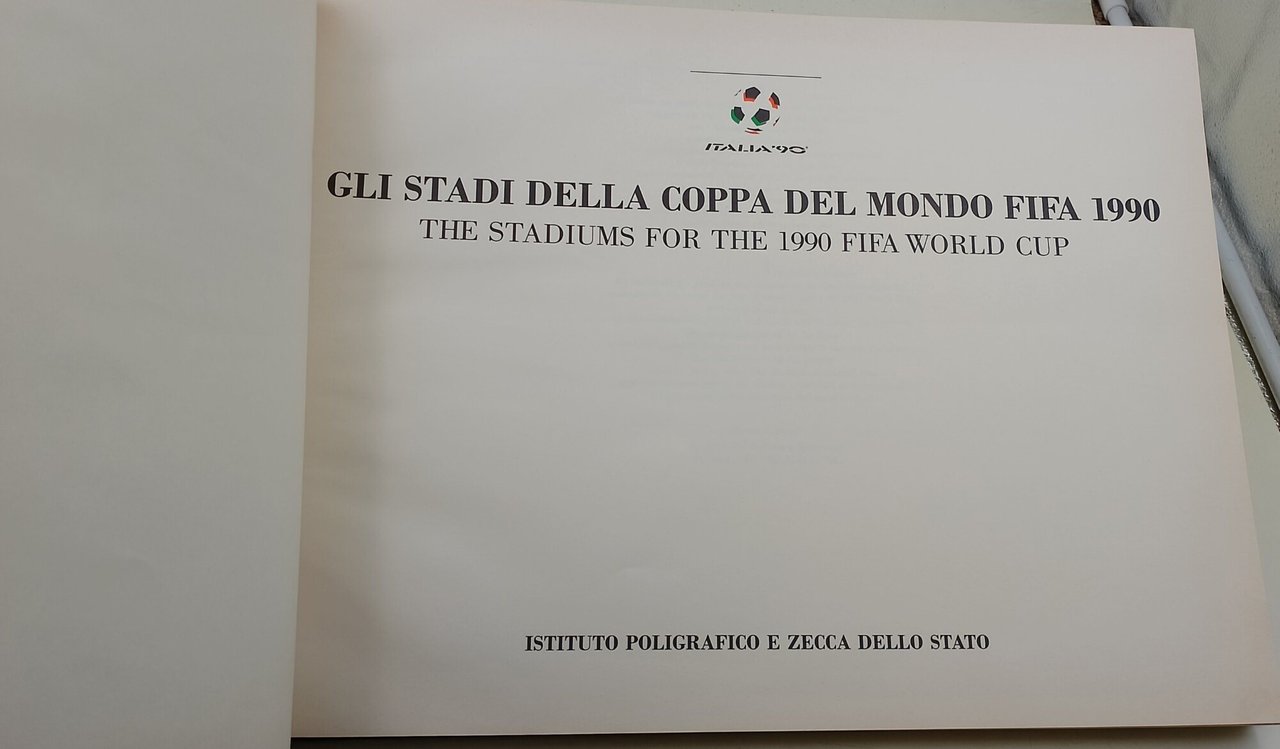 ITALIA'90
GLI STADI DELLA COPPA DEL MONDO FIFA 1990
THE STADIUMS FOR THE 1990 FIFA WORLD CUP
ISTITUTO POLIGRAFICO E ZECCA DELLO STATO